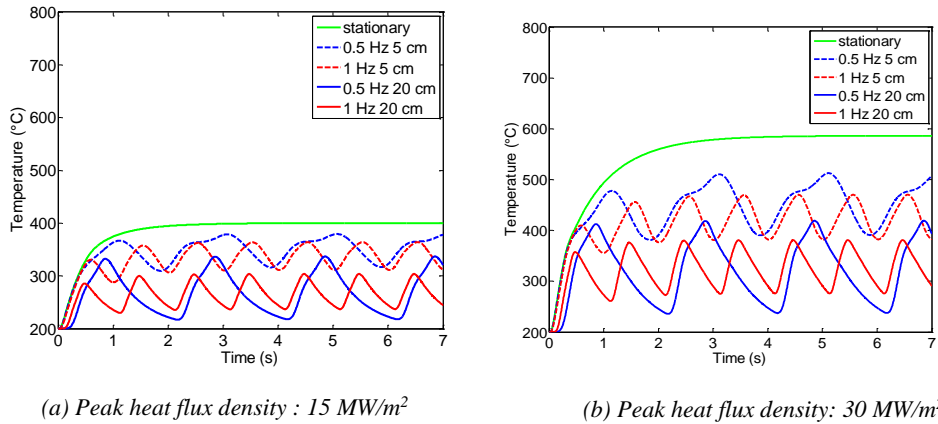 800
700
600
500
400
300
200
0 1 2 3 4 5 6 7
Temperature (°C)
Time (s)
stationary
0.5 Hz 5 cm
1 Hz 5 cm
0.5 Hz 20 cm
1 Hz 20 cm
(a) Peak heat flux density : 15 MW/m²
800
700
600
500
400
300
200
0 1 2 3 4 5 6 7
Temperature (°C)
Time (s)
stationary
0.5 Hz 5 cm
1 Hz 5 cm
0.5 Hz 20 cm
1 Hz 20 cm
(b) Peak heat flux density: 30 MW/m